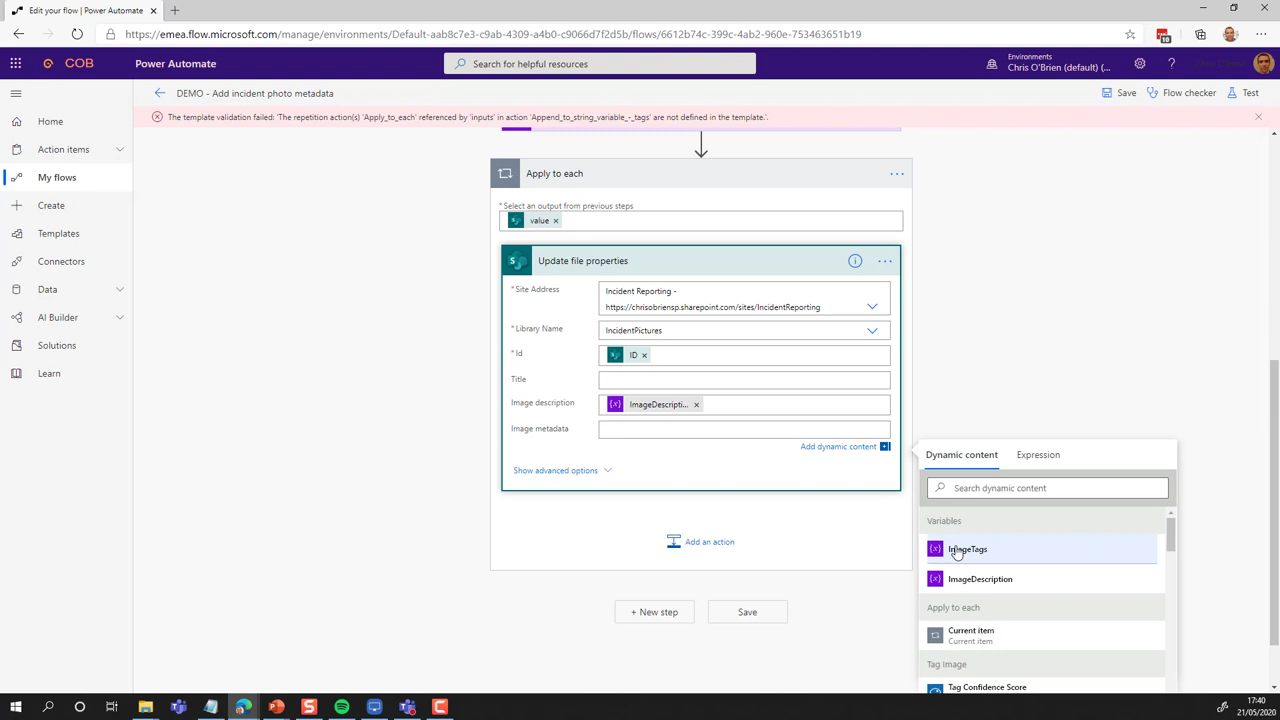 Edit your flow | Power Automate
https://emea.flow.microsoft.com/manage/environments/Default-aab8c7e3-c9ab-4309-a4b0-c9066d7f2d5b/flows/6612b74c-399c-4ab2-960e-753463651b19
10
COB
Power Automate
Search for helpful resources
Environments
Chris O'Brien (default) (...
DEMO - Add incident photo metadata
Save
Flow checker
Test
The template validation failed: 'The repetition action(s) 'Apply_to_each' referenced by 'inputs' in action 'Append_to_string_variable_-_tags' are not defined in the template.'.
Home
Action items
My flows
Create
Templates
Connectors
Data
AI Builder
Solutions
Learn
Apply to each
* Select an output from previous steps
value
Update file properties
* Site Address
Incident Reporting -
https://chrisobriensp.sharepoint.com/sites/IncidentReporting
* Library Name
IncidentPictures
* Id
ID
Title
Image description
ImageDescripti...
Image metadata
Add dynamic content
Show advanced options
Add an action
+ New step
Save
Dynamic content
Expression
Search dynamic content
Variables
ImageTags
ImageDescription
Apply to each
Current item
Current item
Tag Image
Tag Confidence Score
17:40
21/05/2020